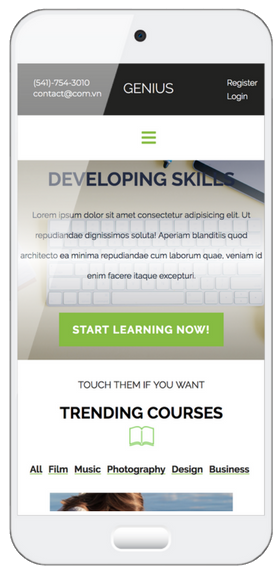 (541)-754-3010
contact@com.vn
GENIUS
Register
Login
DEVELOPING SKILLS
Lorem ipsum dolor sit amet consectetur adipisicing elit. Ut
repudiandae dignissimos soluta! Aperiam blanditiis quod
architecto ea minima repudiandae cum laborum quae, veniam id
enim facere itaque excepturi.
START LEARNING NOW!
TOUCH THEM IF YOU WANT
TRENDING COURSES
All Film Music Photography Design Business